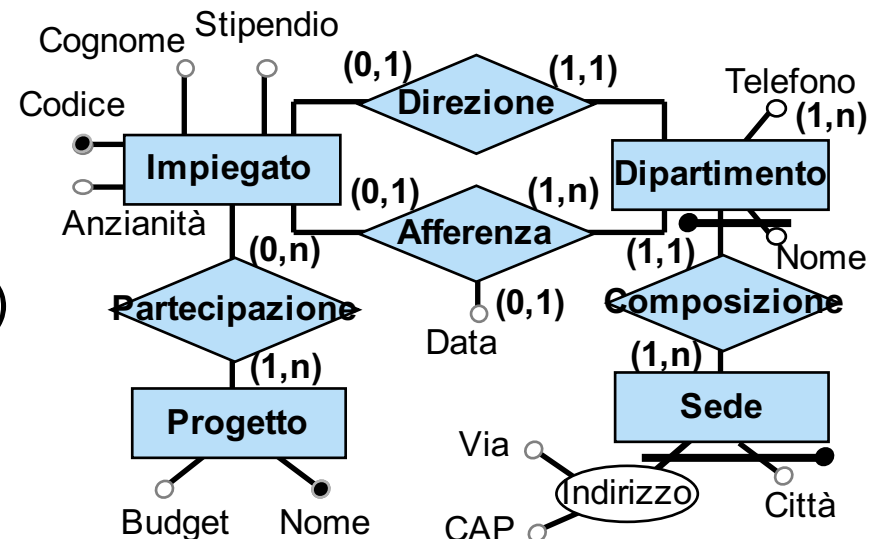 Cognome
Stipendio
(0,1)
(1,1)
Codice
Direzione
Telefono
(1,n)
Impiegato
Dipartimento
(0,1)
(1,n)
Anzianità
Afferenza
(0,n)
(1,1)
Nome
Partecipazione
(0,1)
Composizione
Data
(1,n)
(1,n)
Progetto
Sede
Via
Indirizzo
Città
Budget
Nome
CAP